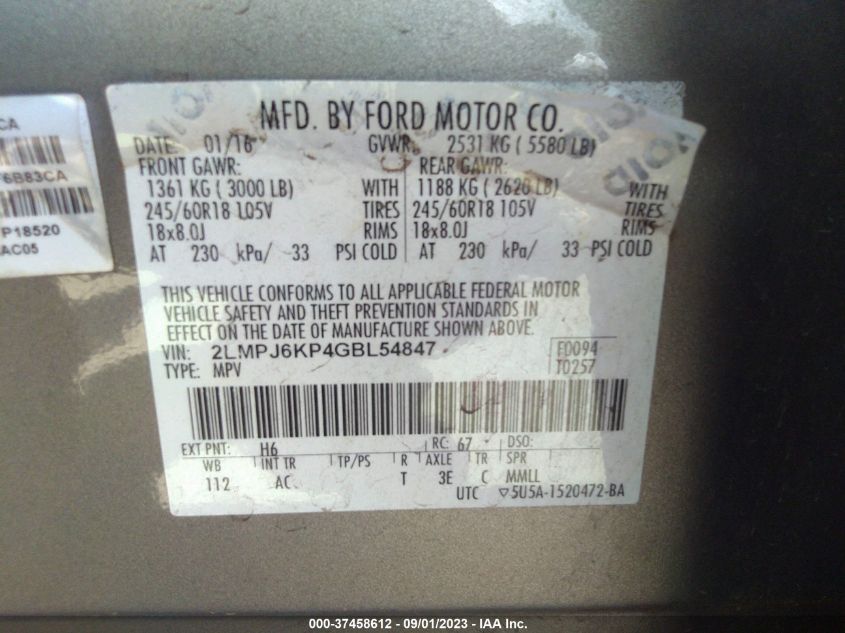 CA
6B83CA
P18520
AC05
MFD. BY FORD MOTOR CO.
DATE: 01/16 GVWR: 2531 KG ( 5580 LB)
FRONT GAWR: REAR GAWR:
1361 KG ( 3000 LB) WITH 1188 KG ( 2620 LB) WITH
245/60R18 105V TIRES 245/60R18 105V TIRES
18x8.0J RIMS 18x8.0J RIMS
AT 230 kPa/ 33 PSI COLD AT 230 kPa/ 33 PSI COLD
THIS VEHICLE CONFORMS TO ALL APPLICABLE FEDERAL MOTOR
VEHICLE SAFETY AND THEFT PREVENTION STANDARDS IN
EFFECT ON THE DATE OF MANUFACTURE SHOWN ABOVE.
VIN: 2LMPJ6KP4GBL54847 F0094
TYPE: MPV T0257
EXT PNT: H6 RC: 67 DSO:
WB INT TR TP/PS R AXLE TR SPR
112 AC T 3E C MMLL
UTC ▽5U5A-1520472-BA
VOID
000-37458612 - 09/01/2023 - IAA Inc.